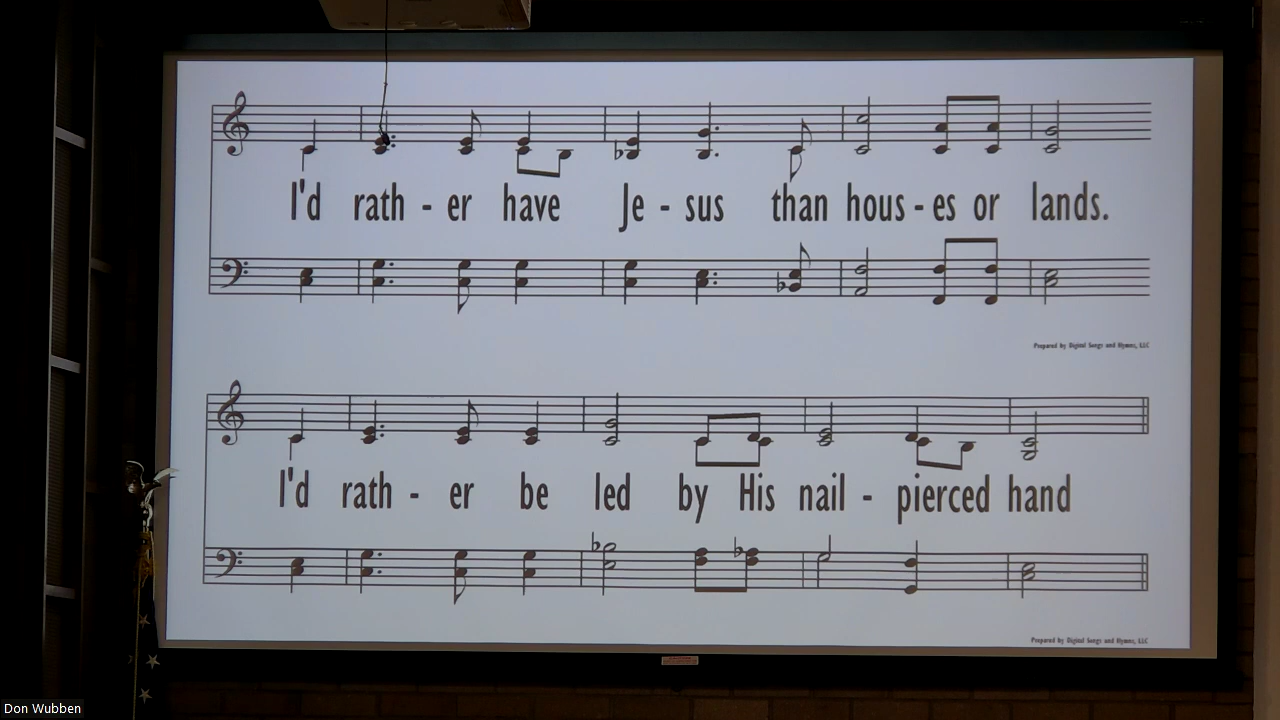 I'd rath - er have Je - sus than hous - es or lands.
Prepared by Digital Songs and Hymns, LLC
I'd rath - er be led by His nail - pierced hand
Prepared by Digital Songs and Hymns, LLC
Don Wubben